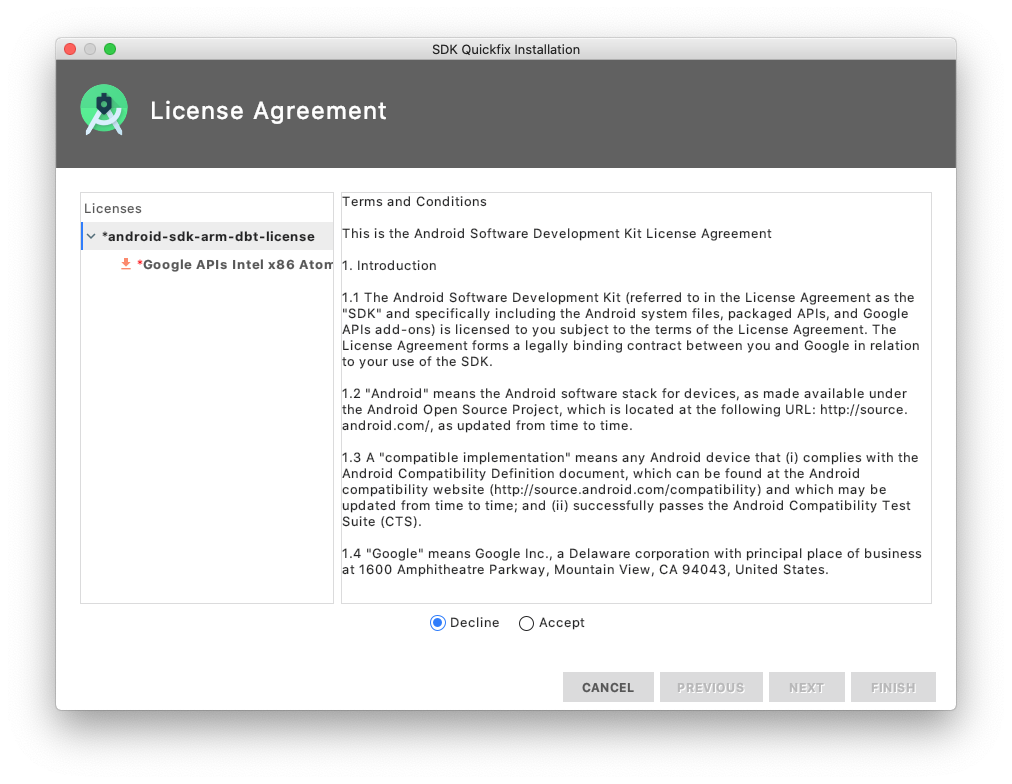 SDK Quickfix Installation
License Agreement
Licenses
*android-sdk-arm-dbt-license
*Google APIs Intel x86 Atom
Terms and Conditions
This is the Android Software Development Kit License Agreement
1. Introduction
1.1 The Android Software Development Kit (referred to in the License Agreement as the
"SDK" and specifically including the Android system files, packaged APIs, and Google
APIs add-ons) is licensed to you subject to the terms of the License Agreement. The
License Agreement forms a legally binding contract between you and Google in relation
to your use of the SDK.
1.2 "Android" means the Android software stack for devices, as made available under
the Android Open Source Project, which is located at the following URL: http://source.
android.com/, as updated from time to time.
1.3 A "compatible implementation" means any Android device that (i) complies with the
Android Compatibility Definition document, which can be found at the Android
compatibility website (http://source.android.com/compatibility) and which may be
updated from time to time; and (ii) successfully passes the Android Compatibility Test
Suite (CTS).
1.4 "Google" means Google Inc., a Delaware corporation with principal place of business
at 1600 Amphitheatre Parkway, Mountain View, CA 94043, United States.
Decline Accept
CANCEL PREVIOUS NEXT FINISH